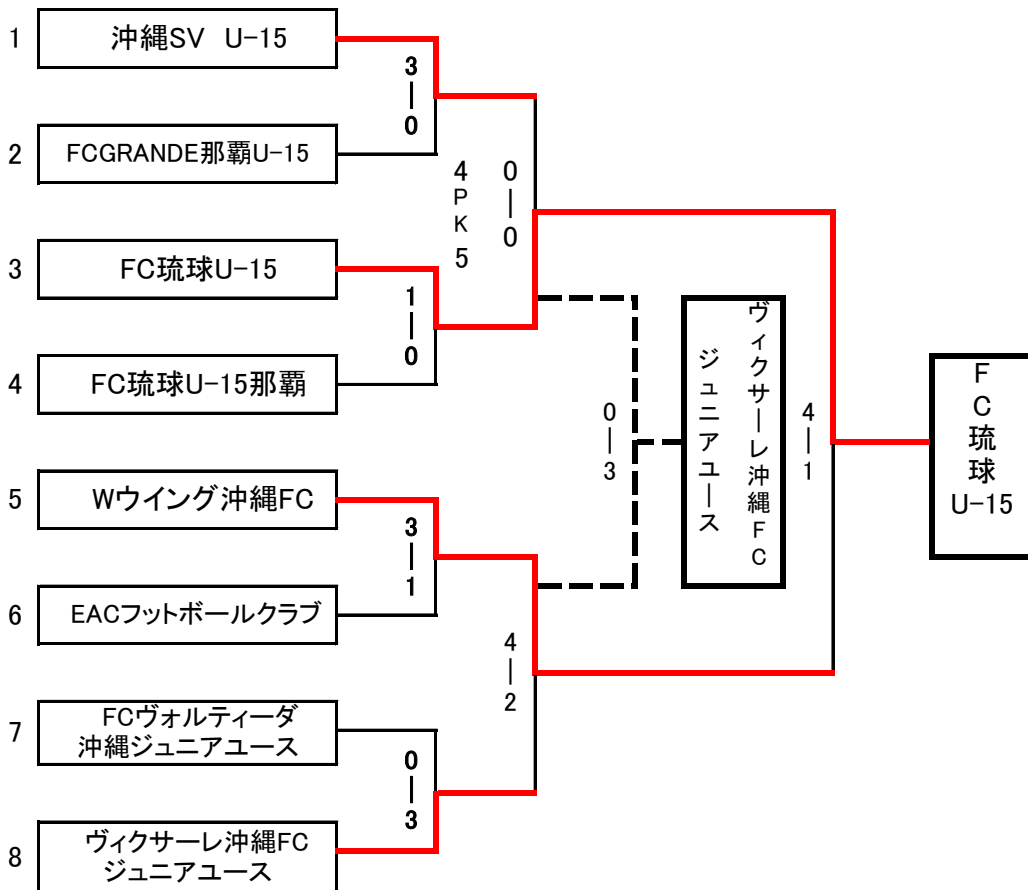 1
沖縄SV U-15
2
FCGRANDE那覇U-15
3
FC琉球U-15
4
FC琉球U-15那覇
5
Wウイング沖縄FC
6
EACフットボールクラブ
7
FCヴォルティーダ
沖縄ジュニアユース
8
ヴィクサーレ沖縄FC
ジュニアユース
3―0
1―0
3―1
0―3
0―0
4PK5
4―2
0―3
ヴィクサーレ沖縄FC
ジュニアユース
4―1
FC琉球
U-15